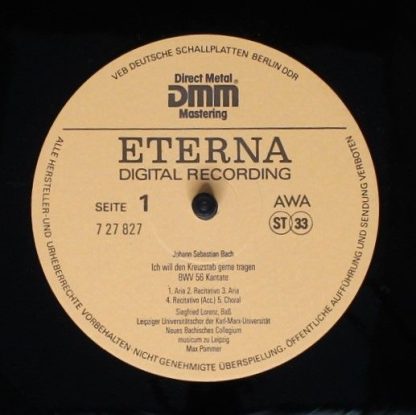 VEB DEUTSCHE SCHALLPLATTEN BERLIN DDR
Direct Metal
DMM
Mastering
ETERNA
DIGITAL RECORDING
SEITE 1
AWA
7 27 827
ST 33
Johann Sebastian Bach
Ich will den Kreuzstab gerne tragen
BWV 56 Kantate
1. Aria 2. Recitativo 3. Aria
4. Recitativo (Acc.) 5. Choral
Siegfried Lorenz, Baß
Leipziger Universitätschor der Karl-Marx-Universität
Neues Bachisches Collegium
musicum zu Leipzig
Max Pommer
ALLE HERSTELLER- UND URHEBERRECHTE VORBEHALTEN · NICHT GENEHMIGTE ÜBERSPIELUNG, ÖFFENTLICHE AUFFÜHRUNG UND SENDUNG VERBOTEN